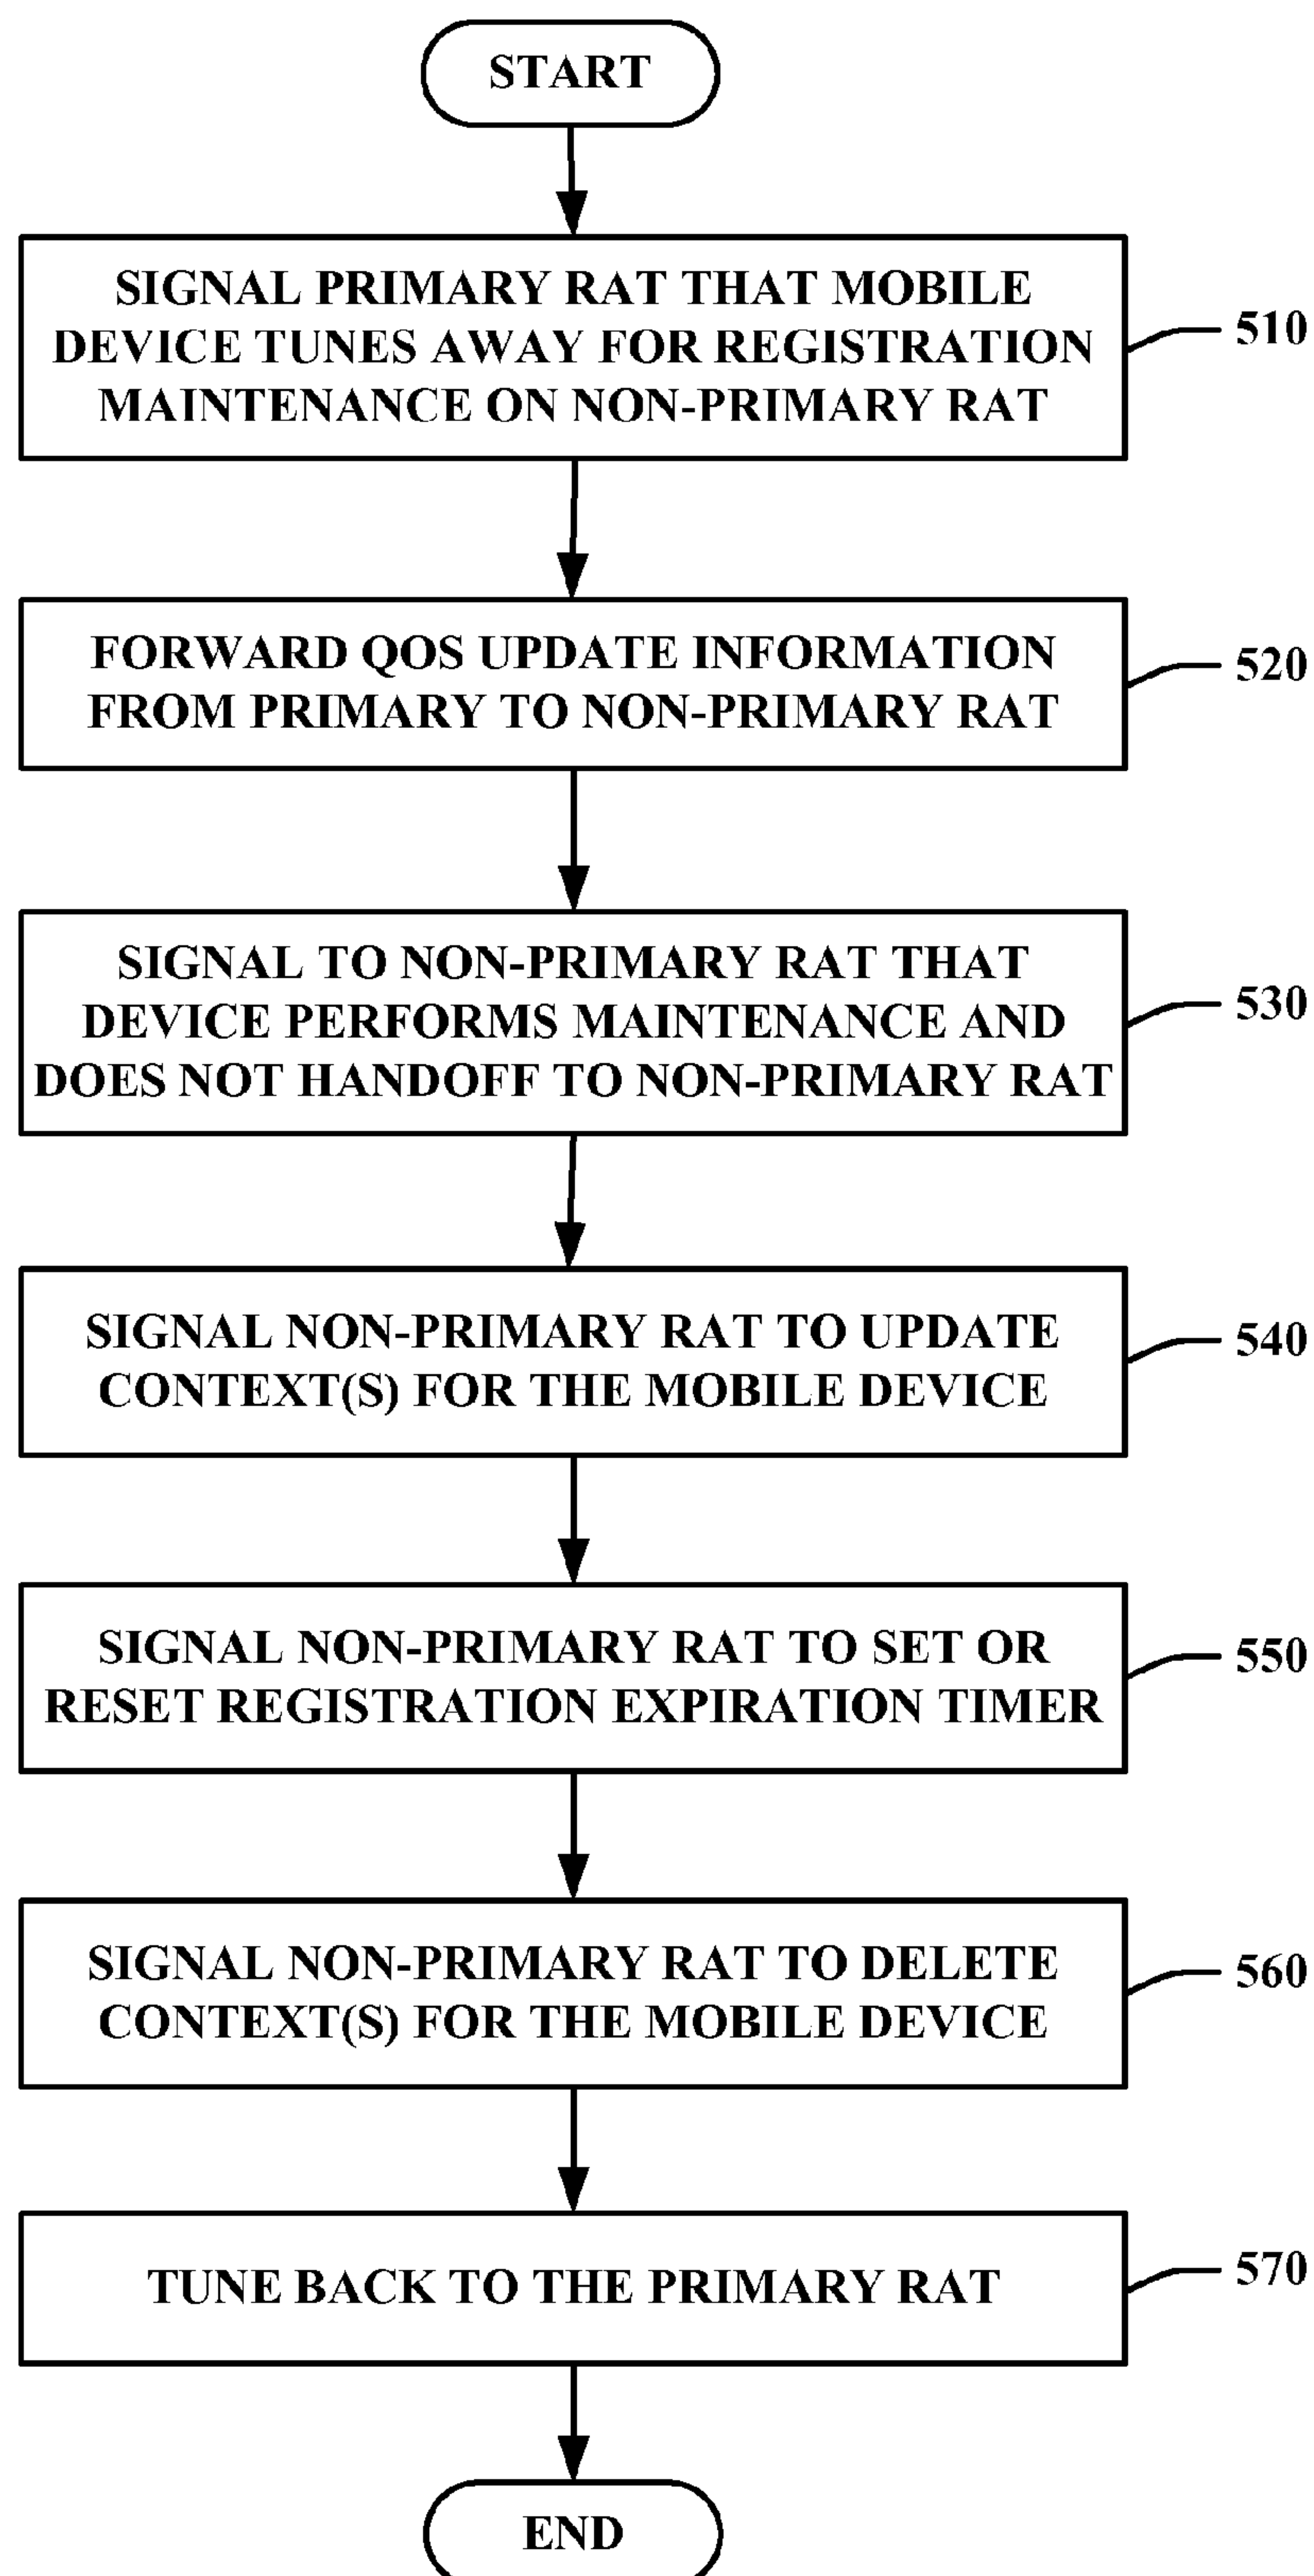 START
SIGNAL PRIMARY RAT THAT MOBILE
DEVICE TUNES AWAY FOR REGISTRATION
MAINTENANCE ON NON-PRIMARY RAT
510
FORWARD QOS UPDATE INFORMATION
FROM PRIMARY TO NON-PRIMARY RAT
520
SIGNAL TO NON-PRIMARY RAT THAT
DEVICE PERFORMS MAINTENANCE AND
DOES NOT HANDOFF TO NON-PRIMARY RAT
530
SIGNAL NON-PRIMARY RAT TO UPDATE
CONTEXT(S) FOR THE MOBILE DEVICE
540
SIGNAL NON-PRIMARY RAT TO SET OR
RESET REGISTRATION EXPIRATION TIMER
550
SIGNAL NON-PRIMARY RAT TO DELETE
CONTEXT(S) FOR THE MOBILE DEVICE
560
TUNE BACK TO THE PRIMARY RAT
570
END